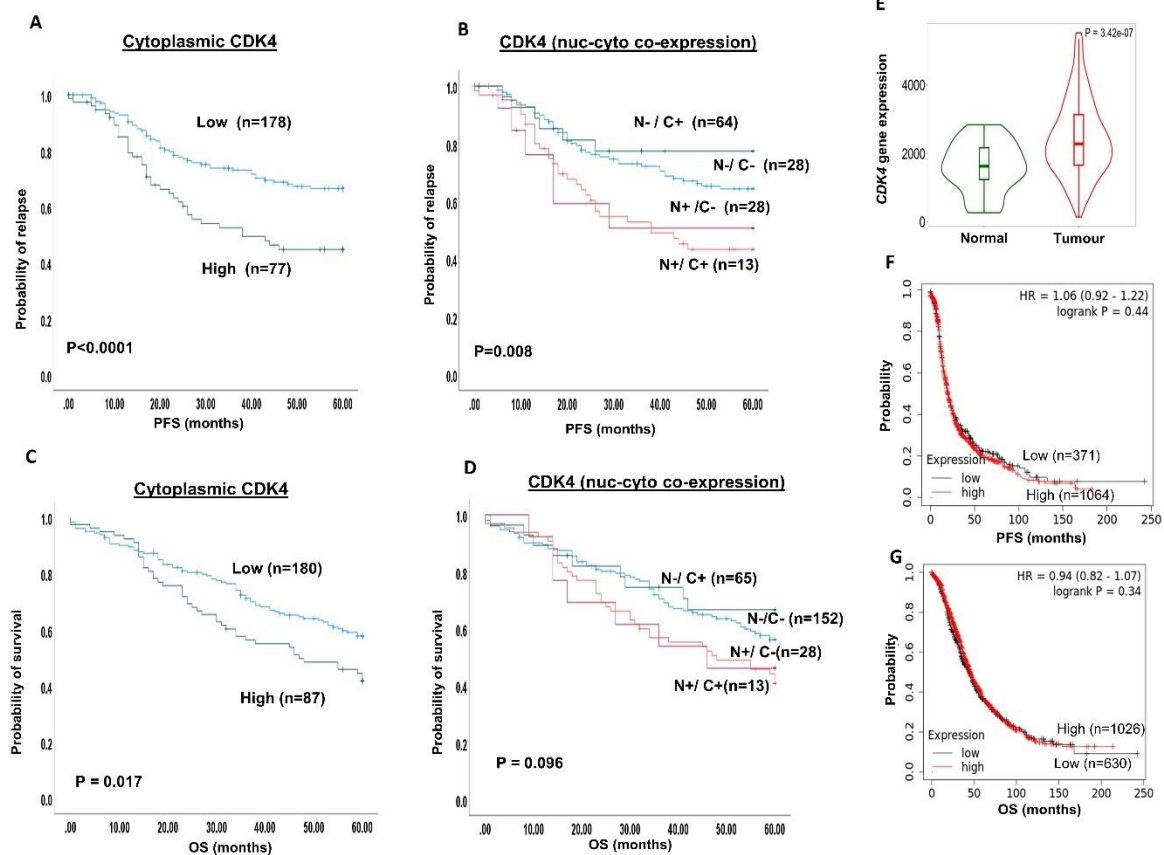 A
Cytoplasmic CDK4
Probability of relapse
1.0
0.8
0.6
0.4
0.2
0.0
Low (n=178)
High (n=77)
P<0.0001
.00 10.00 20.00 30.00 40.00 50.00 60.00
PFS (months)
B
CDK4 (nuc-cyto co-expression)
Probability of relapse
1.0
0.8
0.6
0.4
0.2
0.0
N- / C+ (n=64)
N-/ C- (n=28)
N+ /C- (n=28)
N+/ C+ (n=13)
P=0.008
.00 10.00 20.00 30.00 40.00 50.00 60.00
PFS (months)
C
Cytoplasmic CDK4
Probability of survival
1.0
0.8
0.6
0.4
0.2
0.0
Low (n=180)
High (n=87)
P = 0.017
.00 10.00 20.00 30.00 40.00 50.00 60.00
OS (months)
D
CDK4 (nuc-cyto co-expression)
Probability of survival
1.0
0.8
0.6
0.4
0.2
0.0
N-/ C+ (n=65)
N-/C- (n=152)
N+/ C-(n=28)
N+/ C+(n=13)
P = 0.096
.00 10.00 20.00 30.00 40.00 50.00 60.00
OS (months)
E
CDK4 gene expression
4000
2000
0
P = 3.42e-07
Normal Tumour
F
Probability
1.0
0.8
0.6
0.4
0.2
0.0
HR = 1.06 (0.92 - 1.22)
logrank P = 0.44
Low (n=371)
Expression
low
high
High (n=1064)
0 50 100 150 200 250
PFS (months)
G
Probability
1.0
0.8
0.6
0.4
0.2
0.0
HR = 0.94 (0.82 - 1.07)
logrank P = 0.34
High (n=1026)
Expression
low
high
Low (n=630)
0 50 100 150 200 250
OS (months)